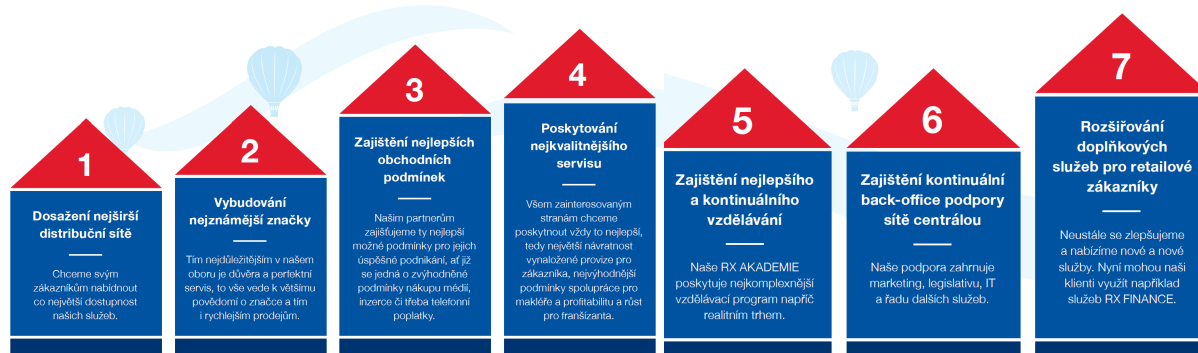 1
Dosažení nejširší
distribuční sítě
Chceme svým
zákazníkům nabídnout
co největší dostupnost
našich služeb.
2
Vybudování
nejznámější značky
Tím nejdůležitějším v našem
oboru je důvěra a perfektní
servis, to vše vede k většímu
povědomí o značce a tím
i rychlejším prodejům.
3
Zajištění nejlepších
obchodních
podmínek
Našim partnerům
zajišťujeme ty nejlepší
možné podmínky pro jejich
úspěšné podnikání, ať již
se jedná o zvýhodněné
podmínky nákupu médií,
inzerce či třeba telefonní
poplatky.
4
Poskytování
nejkvalitnějšího
servisu
Všem zainteresovaným
stranám chceme
poskytnout vždy to nejlepší,
tedy největší návratnost
vynaložené provize pro
zákazníka, nejvýhodnější
podmínky spolupráce pro
makléře a profitabilitu a růst
pro franšízanta.
5
Zajištění nejlepšího
a kontinuálního
vzdělávání
Naše RX AKADEMIE
poskytuje nejkomplexnější
vzdělávací program napříč
realitním trhem.
6
Zajištění kontinuální
back-office podpory
sítě centrálou
Naše podpora zahrnuje
marketing, legislativu, IT
a řadu dalších služeb.
7
Rozšiřování
doplňkových
služeb pro retailové
zákazníky
Neustále se zlepšujeme
a nabízíme nové a nové
služby. Nyní mohou naši
klienti využít například
služeb RX FINANCE.